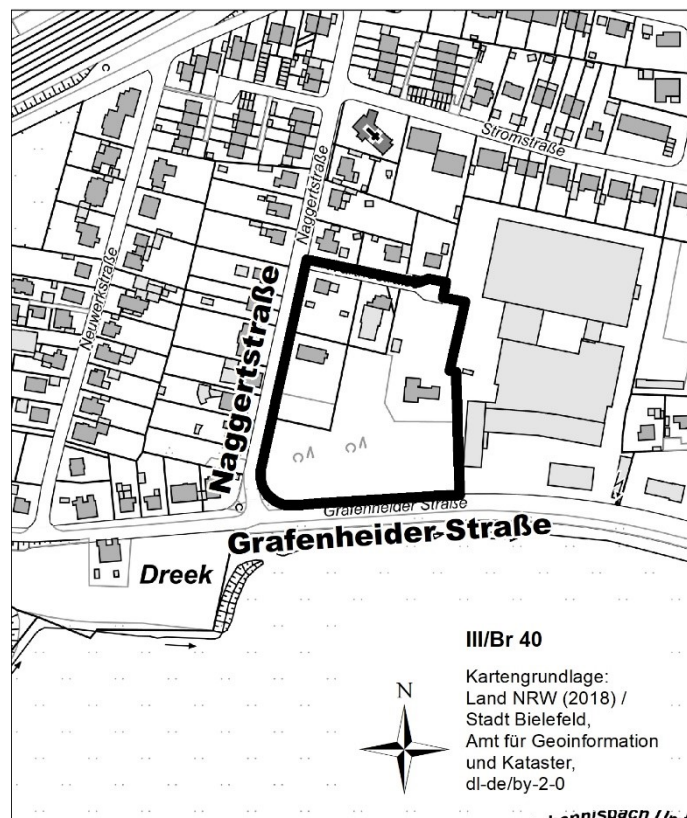 Stromstraße
Naggertstraße
Neuwerkstraße
Naggertstraße
Grafenheider Straße
Grafenheider Straße
Dreek
III/Br 40
Kartengrundlage:
Land NRW (2018) /
Stadt Bielefeld,
Amt für Geoinformation
und Kataster,
dl-de/by-2-0
N